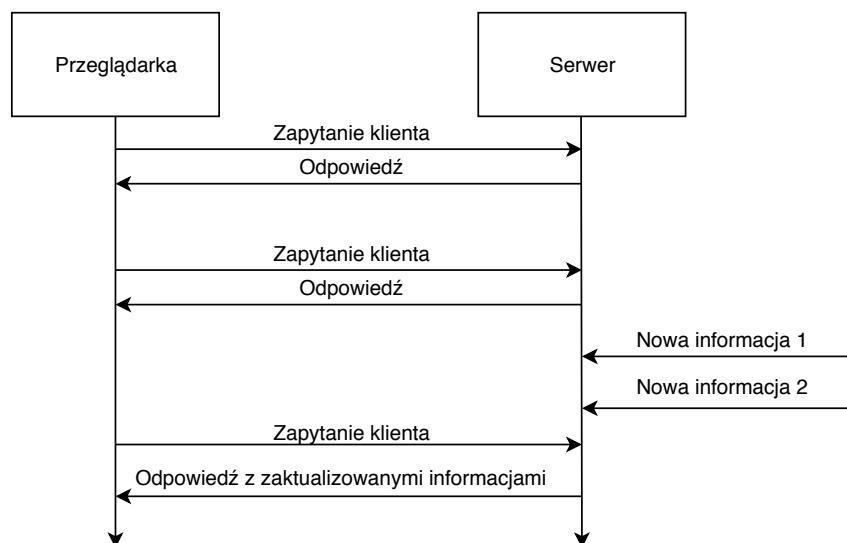 Przeglądarka
Serwer
Zapytanie klienta
Odpowiedź
Zapytanie klienta
Odpowiedź
Nowa informacja 1
Nowa informacja 2
Zapytanie klienta
Odpowiedź z zaktualizowanymi informacjami